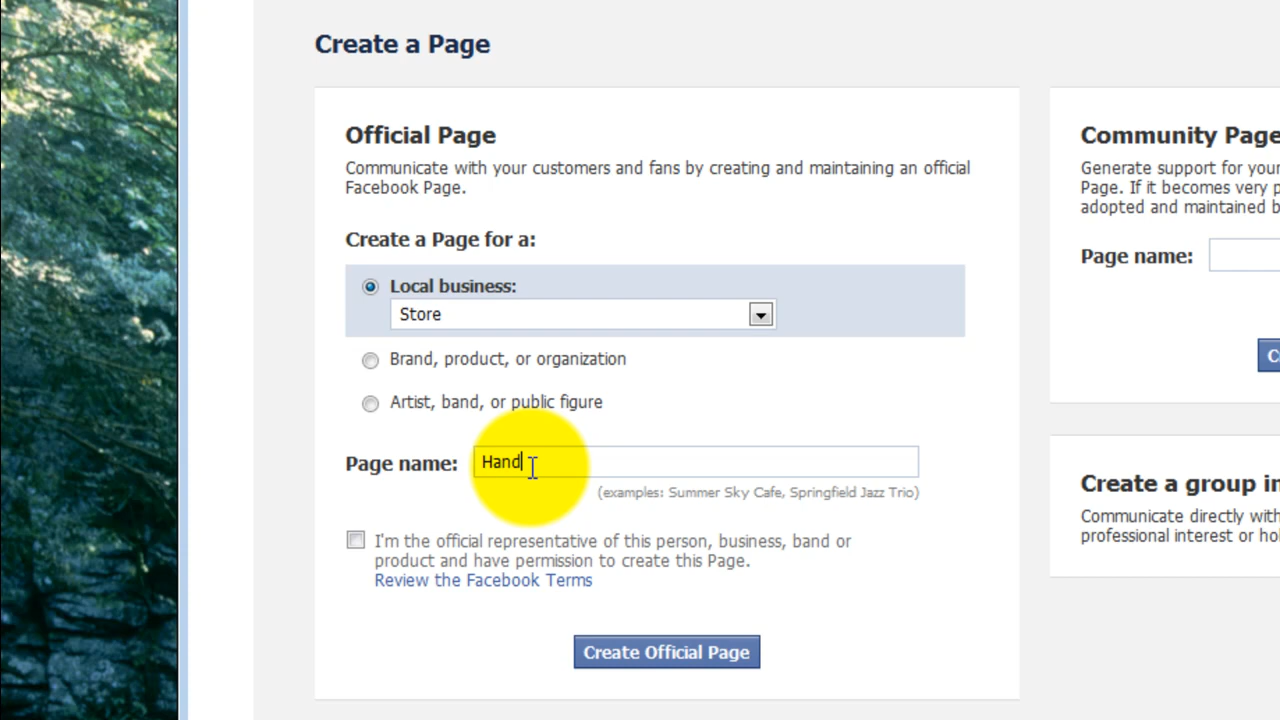 Create a Page
Official Page
Communicate with your customers and fans by creating and maintaining an official
Facebook Page.
Create a Page for a:
Local business:
Store
Brand, product, or organization
Artist, band, or public figure
Page name: Hand
(examples: Summer Sky Cafe, Springfield Jazz Trio)
I'm the official representative of this person, business, band or
product and have permission to create this Page.
Review the Facebook Terms
Create Official Page
Community Page
Generate support for your
Page. If it becomes very
adopted and maintained
Page name:
Create a group
Communicate directly with
professional interest or